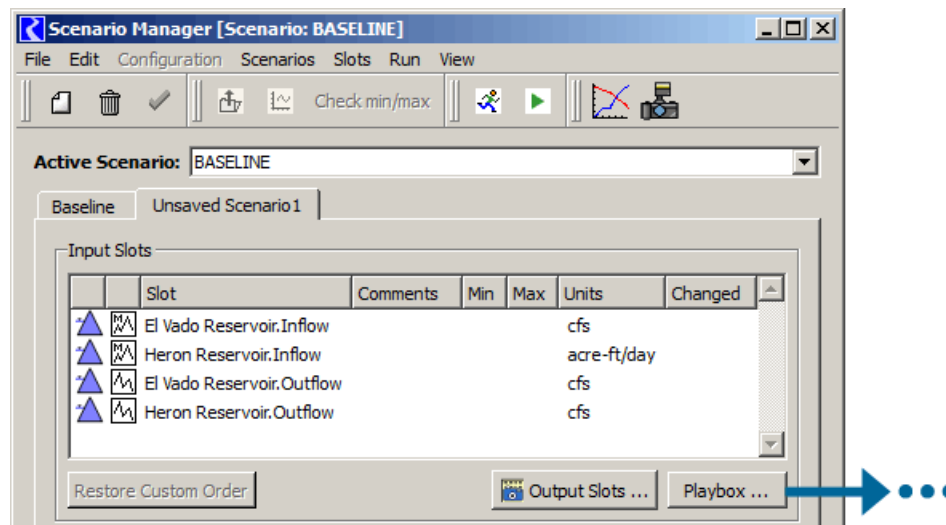 Scenario Manager [Scenario: BASELINE]
File Edit Configuration Scenarios Slots Run View
Check min/max
Active Scenario: BASELINE
Baseline Unsaved Scenario1
Input Slots
Slot Comments Min Max Units Changed
El Vado Reservoir.Inflow cfs
Heron Reservoir.Inflow acre-ft/day
El Vado Reservoir.Outflow cfs
Heron Reservoir.Outflow cfs
Restore Custom Order Output Slots ... Playbox ...